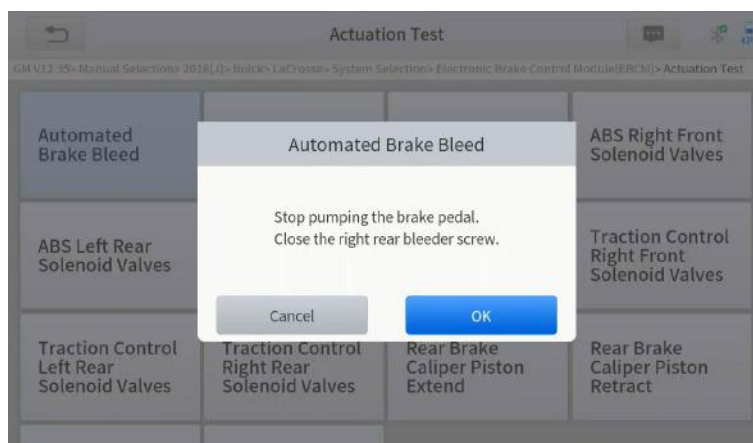 Actuation Test
GM V12.35> Manual Selection> 2016[J]> Buick> LaCrosse> System Selection> Electronic Brake Control Module(EBCM)> Actuation Test
Automated
Brake Bleed
ABS Right Front
Solenoid Valves
Automated Brake Bleed
Stop pumping the brake pedal.
Close the right rear bleeder screw.
Cancel
OK
ABS Left Rear
Solenoid Valves
Traction Control
Right Front
Solenoid Valves
Traction Control
Left Rear
Solenoid Valves
Traction Control
Right Rear
Solenoid Valves
Rear Brake
Caliper Piston
Extend
Rear Brake
Caliper Piston
Retract